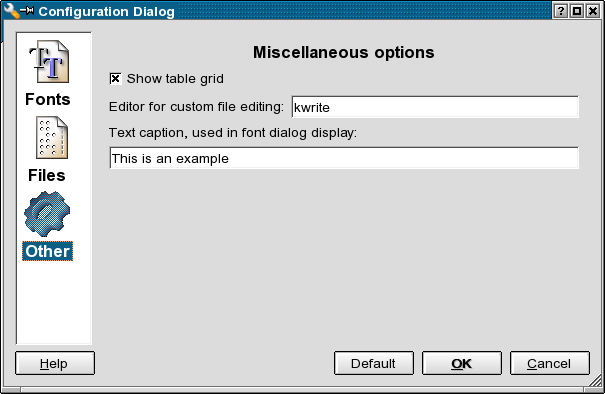 Configuration Dialog
Fonts
Files
Other
Miscellaneous options
Show table grid
Editor for custom file editing: kwrite
Text caption, used in font dialog display:
This is an example
Help Default OK Cancel